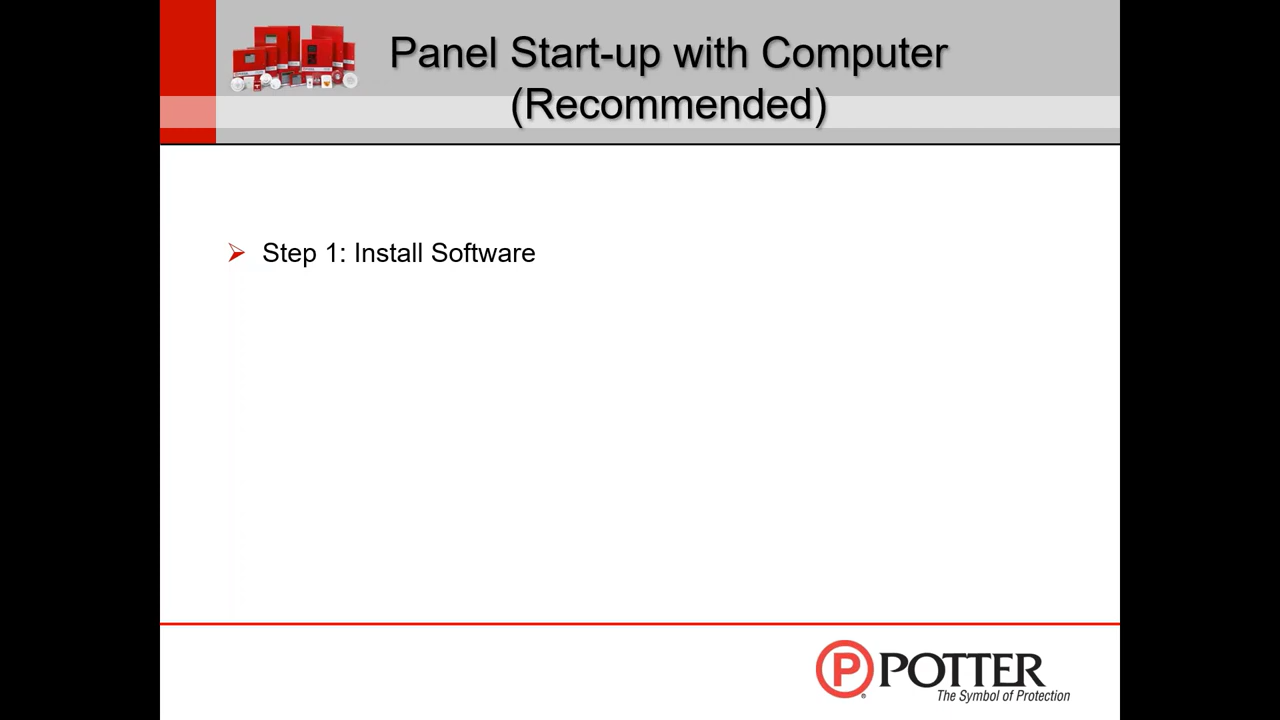 Panel Start-up with Computer
(Recommended)
Step 1: Install Software
P POTTER
®
The Symbol of Protection